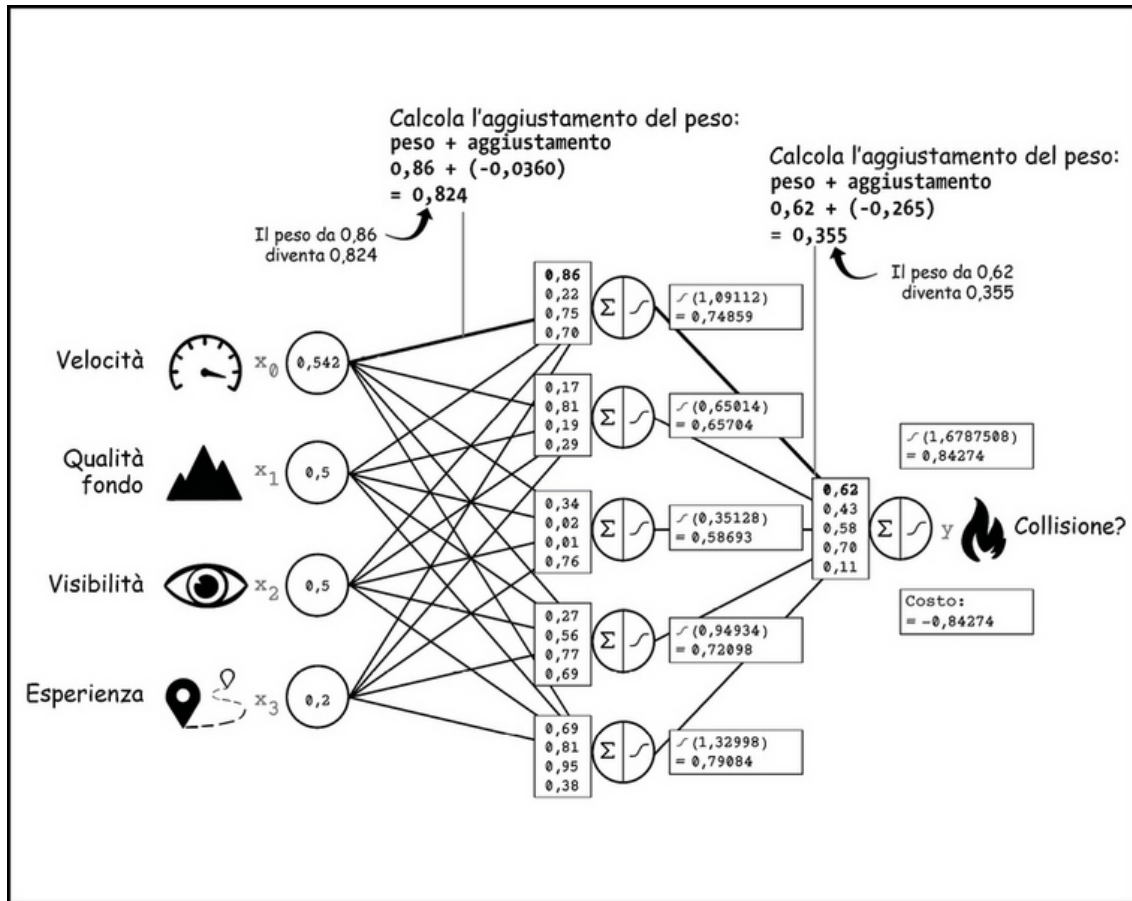 Calcola l'aggiustamento del peso:
peso + aggiustamento
0,86 + (-0,0360)
= 0,824
Il peso da 0,86
diventa 0,824
Calcola l'aggiustamento del peso:
peso + aggiustamento
0,62 + (-0,265)
= 0,355
Il peso da 0,62
diventa 0,355
Velocità
x0
0,542
Qualità
fondo
x1
0,5
Visibilità
x2
0,5
Esperienza
x3
0,2
0,86
0,22
0,75
0,70
Σ
(1,09112)
= 0,74859
0,17
0,81
0,19
0,29
Σ
(0,65014)
= 0,65704
0,34
0,02
0,01
0,76
Σ
(0,35128)
= 0,58693
0,27
0,56
0,77
0,69
Σ
(0,94934)
= 0,72098
0,69
0,81
0,95
0,38
Σ
(1,32998)
= 0,79084
0,62
0,43
0,58
0,70
0,11
Σ
(1,6787508)
= 0,84274
y
Collisione?
Costo:
= -0,84274